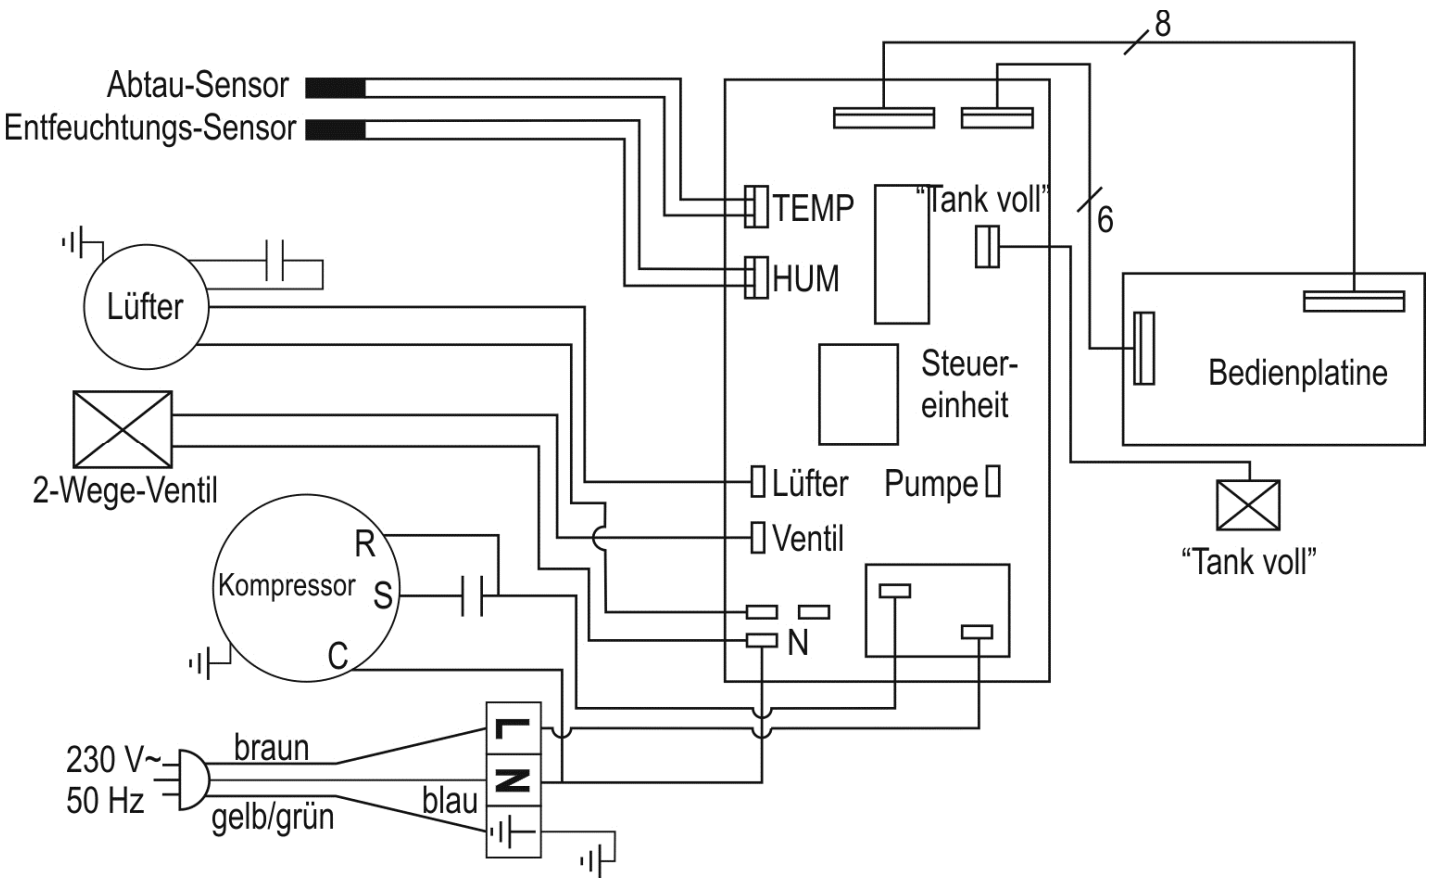 8
Abtau-Sensor
Entfeuchtungs-Sensor
TEMP
“Tank voll”
6
HUM
Lüfter
Steuer-
einheit
Bedienplatine
2-Wege-Ventil
Lüfter
Pumpe
Ventil
“Tank voll”
R
Kompressor
S
C
N
L
braun
230 V~
N
50 Hz
blau
gelb/grün